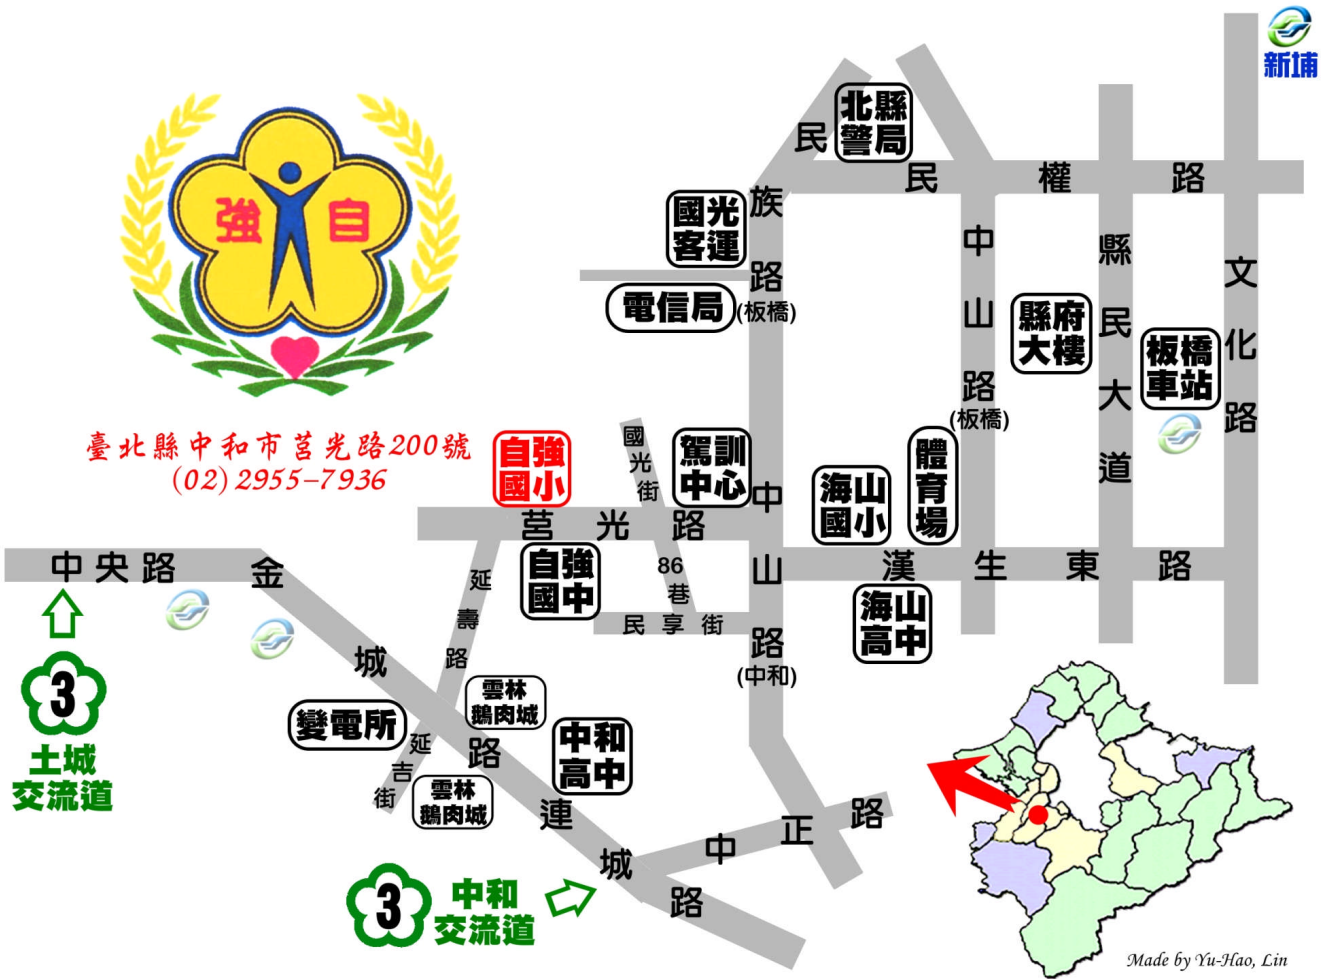 新埔
北縣
警局
民族路
(板橋)
民權路
國光
客運
電信局
中山路
(板橋)
縣民大道
文化路
縣府
大樓
板橋
車站
強自
臺北縣中和市莒光路200號
(02)2955-7936
自強
國小
國光街
駕訓
中心
海山
國小
體育場
莒光路
中山路
(中和)
漢生東路
自強
國中
86巷
民享街
海山
高中
中央路
金城路
延壽路
3
土城
交流道
變電所
雲林
鵝肉城
延吉街
雲林
鵝肉城
中和
高中
連城路
中正路
3
中和
交流道
Made by Yu-Hao, Lin